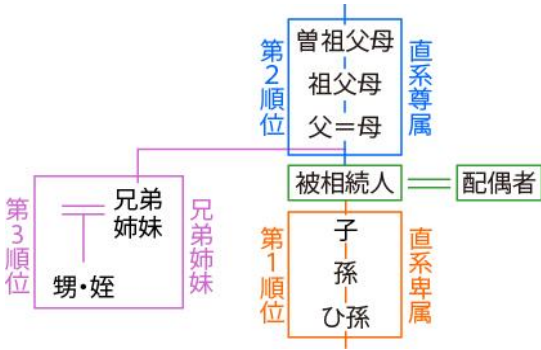 第2順位
曽祖父母
祖父母
父＝母
直系尊属
被相続人
配偶者
第3順位
兄弟
姉妹
甥・姪
兄弟姉妹
第1順位
子
孫
ひ孫
直系卑属